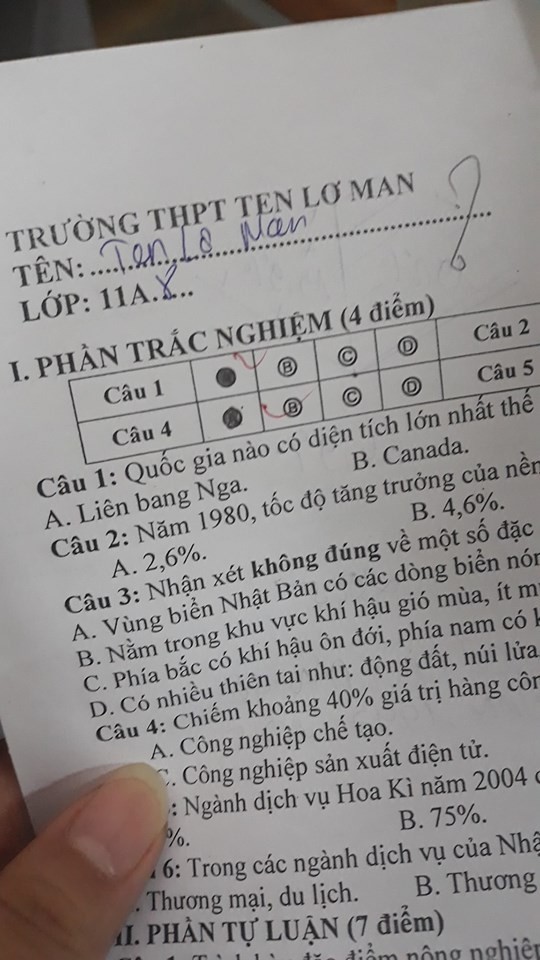 TRƯỜNG THPT TEN LƠ MAN
TÊN: Ten Lơ Man ?
LỚP: 11A.8
I. PHẦN TRẮC NGHIỆM (4 điểm)
Câu 1 A B C D Câu 2
Câu 4 A B C D Câu 5
Câu 1: Quốc gia nào có diện tích lớn nhất thế
A. Liên bang Nga. B. Canada.
Câu 2: Năm 1980, tốc độ tăng trưởng của nền
A. 2,6%. B. 4,6%.
Câu 3: Nhận xét không đúng về một số đặc
A. Vùng biển Nhật Bản có các dòng biển nón
B. Nằm trong khu vực khí hậu gió mùa, ít m
C. Phía bắc có khí hậu ôn đới, phía nam có k
D. Có nhiều thiên tai như: động đất, núi lửa
Câu 4: Chiếm khoảng 40% giá trị hàng côn
A. Công nghiệp chế tạo.
C. Công nghiệp sản xuất điện tử.
: Ngành dịch vụ Hoa Kì năm 2004
%. B. 75%.
6: Trong các ngành dịch vụ của Nhậ
. Thương mại, du lịch. B. Thương
II. PHẦN TỰ LUẬN (7 điểm)
điểm nông nghiệp